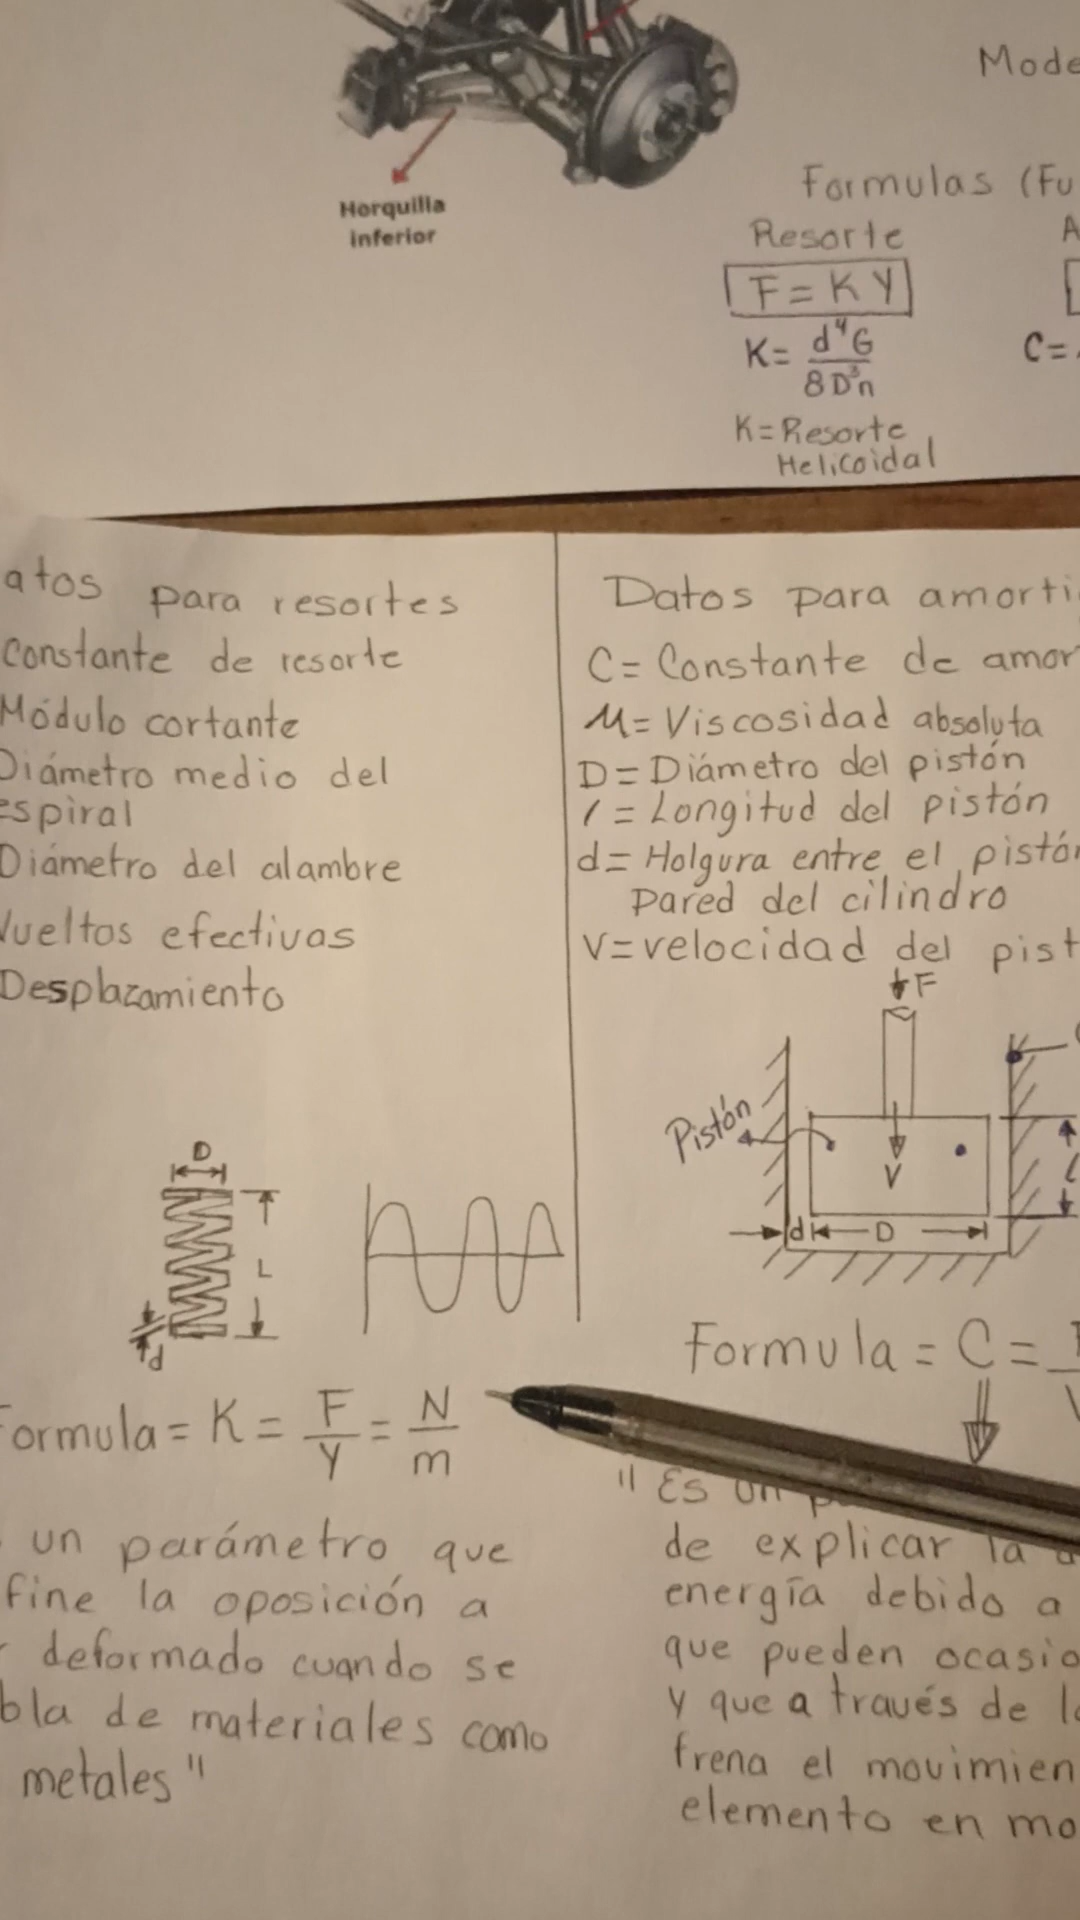 Horquilla
inferior
Mode
Formulas (Fu
Resorte
A
F = K Y
K = d⁴G / 8D³n
C =
K = Resorte
Helicoidal
atos para resortes
constante de resorte
Módulo cortante
Diámetro medio del
espiral
Diámetro del alambre
Vueltas efectivas
Desplazamiento
D
L
d
Formula = K = F/Y = N/m
un parámetro que
fine la oposición a
r deformado cuando se
bla de materiales como
metales"
Datos para amorti
C = Constante de amor
M = Viscosidad absoluta
D = Diámetro del pistón
l = Longitud del pistón
d = Holgura entre el pistón
Pared del cilindro
V = velocidad del pist
F
Pistón
V
l
d D
Formula = C =
"Es un
de explicar la
energía debido a
que pueden ocasio
y que a través de l
frena el movimien
elemento en mo